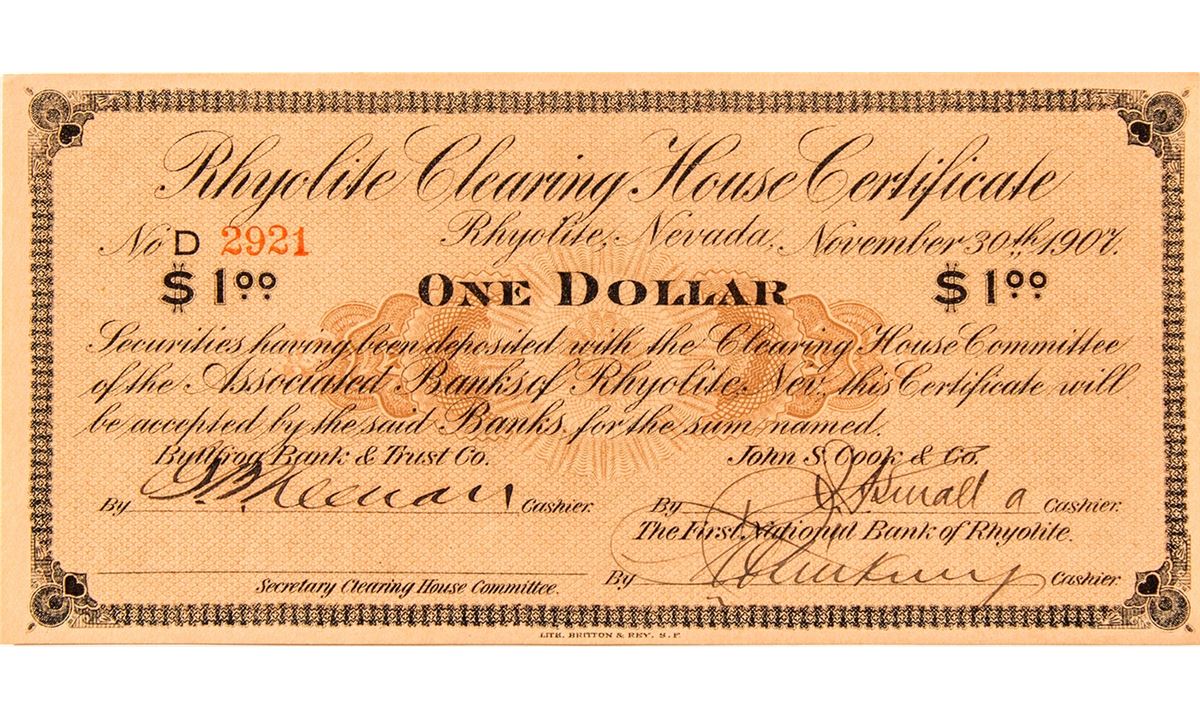 Rhyolite Clearing House Certificate
No D 2921 Rhyolite, Nevada, November 30th 1907.
$1.00 ONE DOLLAR $1.00
Securities having been deposited with the Clearing House Committee
of the Associated Banks of Rhyolite, Nev., this Certificate will
be accepted by the said Banks for the sum named.
Bullfrog Bank & Trust Co. John S. Cook & Co.
By Cashier. By Cashier.
The First National Bank of Rhyolite.
Secretary Clearing House Committee. By Cashier.
LITH. BRITTON & REY. S. F.